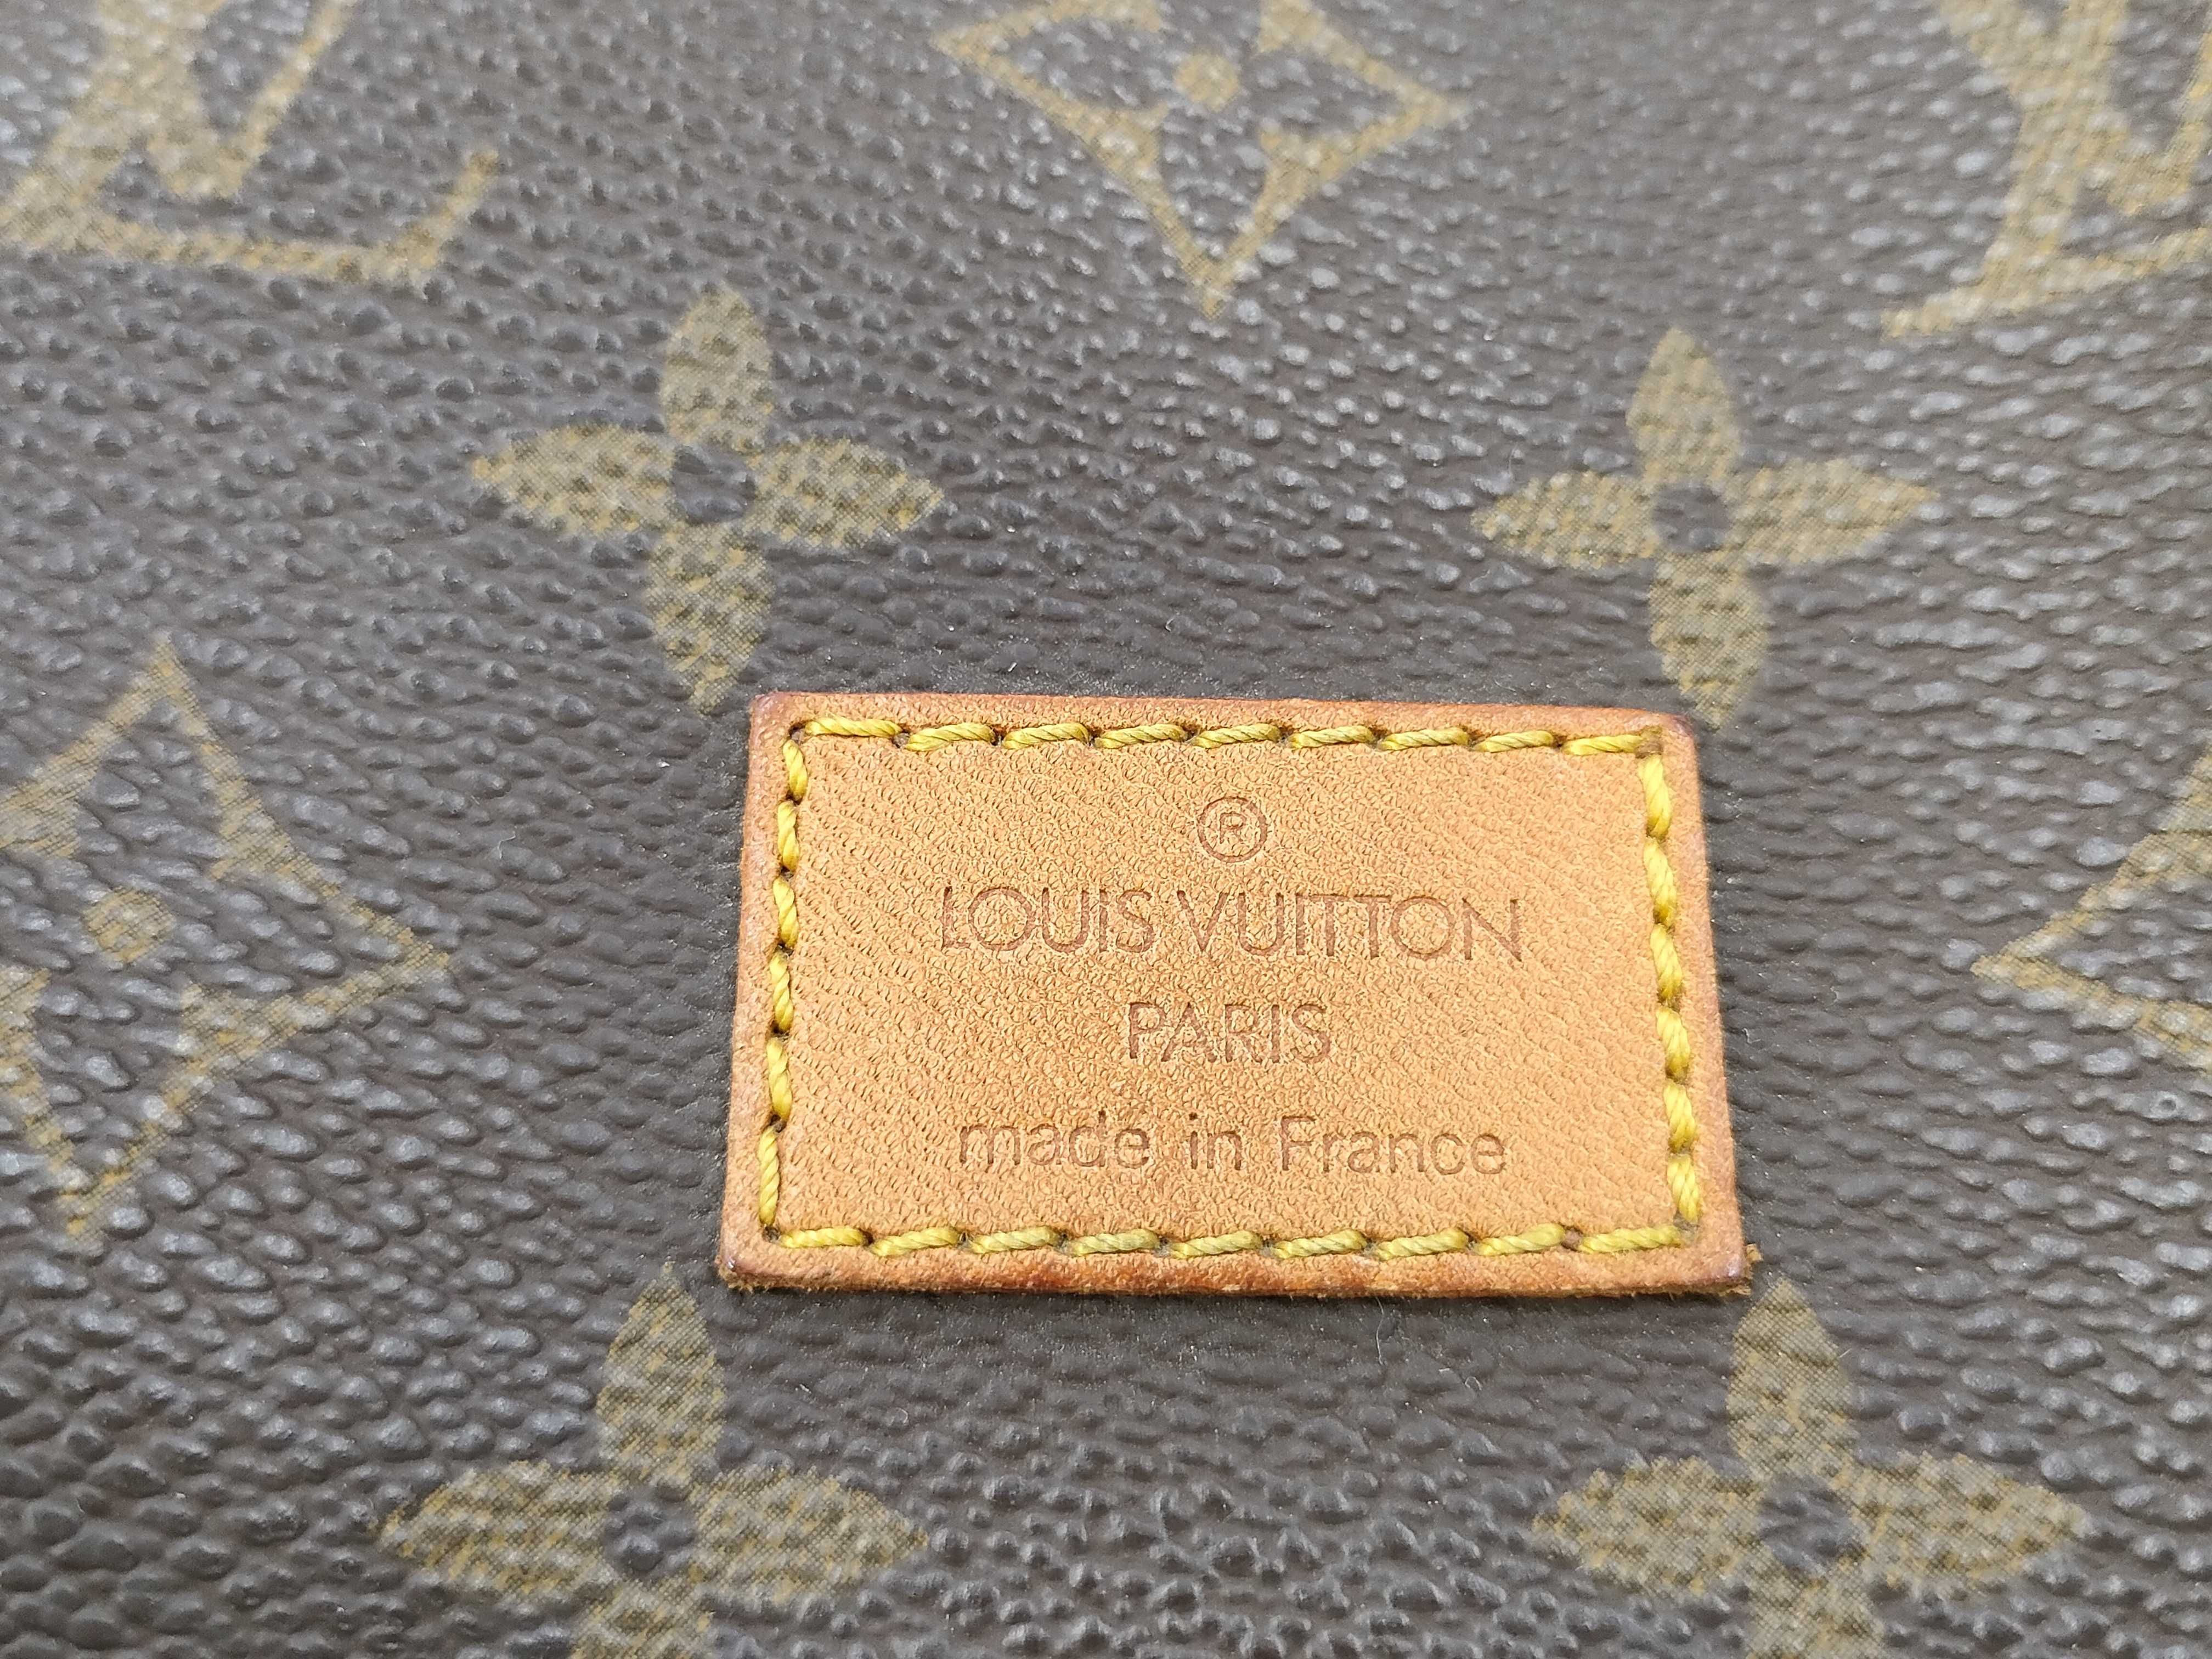 ®
LOUIS VUITTON
PARIS
made in France